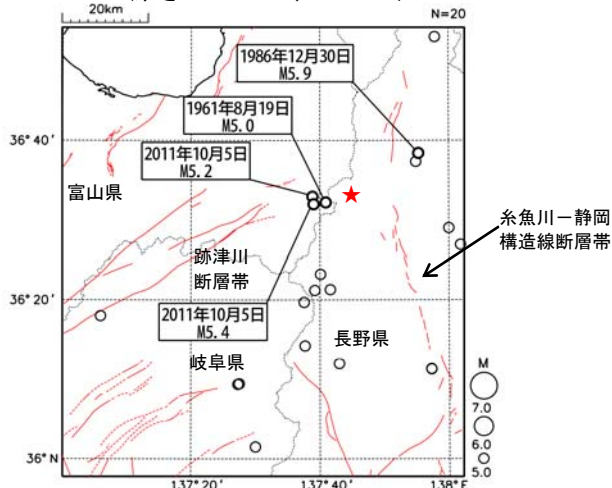 20km
N=20
1986年12月30日
M5.9
1961年8月19日
M5.0
2011年10月5日
M5.2
2011年10月5日
M5.4
富山県
跡津川
断層帯
岐阜県
長野県
糸魚川－静岡
構造線断層帯
36°40'
36°20'
36°N
137°20'
137°40'
138°E
M
7.0
6.0
5.0